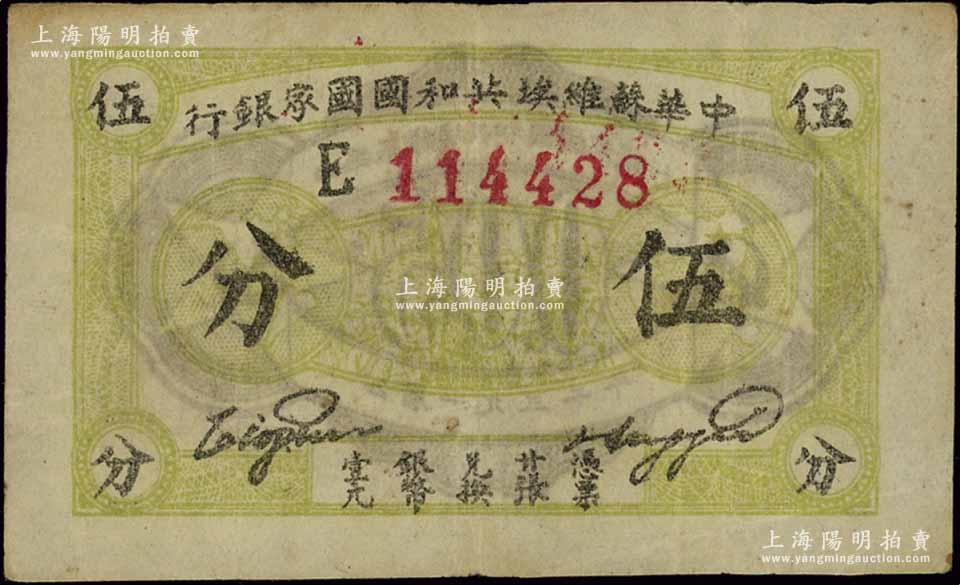 上海陽明拍賣
www.yangmingauction.com
伍
中華蘇維埃共和國國家銀行
伍
E 114428
伍分
上海陽明拍賣
www.yangmingauction.com
分
憑票廿張兌換銀幣壹元
分
上海陽明拍賣
www.yangmingauction.com